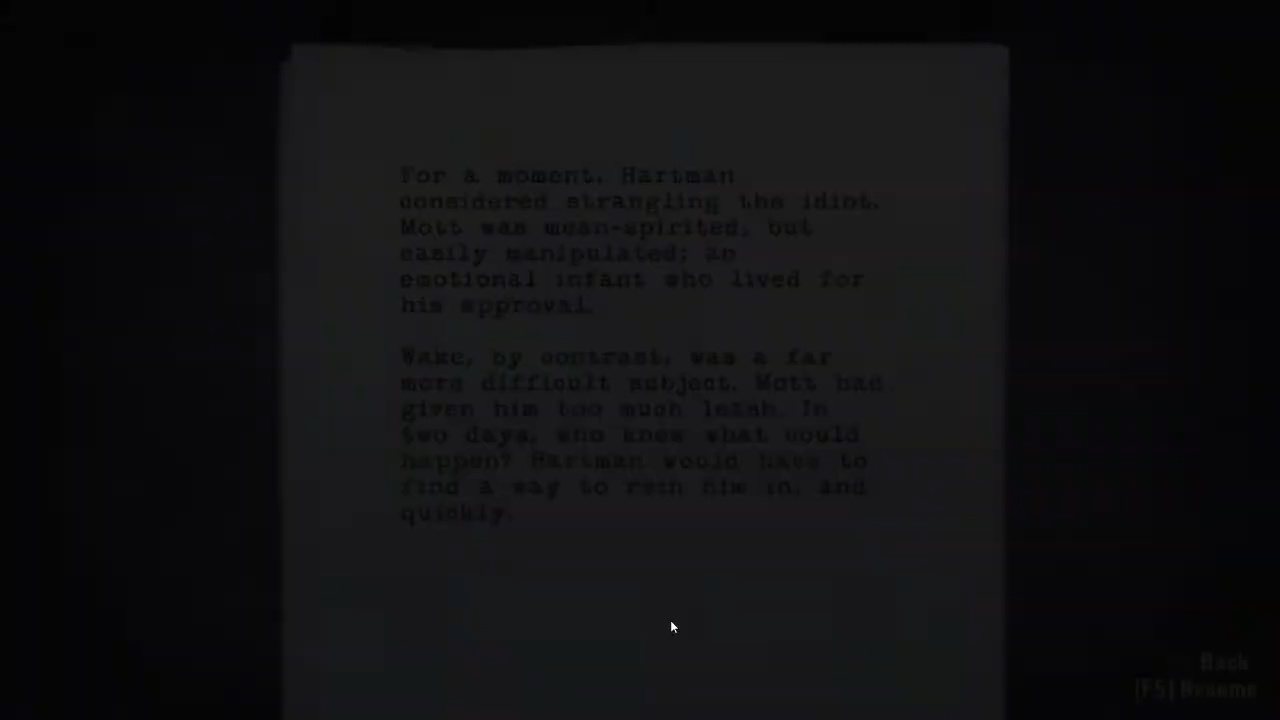 For a moment, Hartman
considered strangling the idiot.
Mott was mean-spirited, but
easily manipulated; an
emotional infant who lived for
his approval.
Wake, by contrast, was a far
more difficult subject. Mott had
given him too much leash. In
two days, who knew what could
happen? Hartman would have to
find a way to rein him in, and
quickly.
Back
[F5] Resume